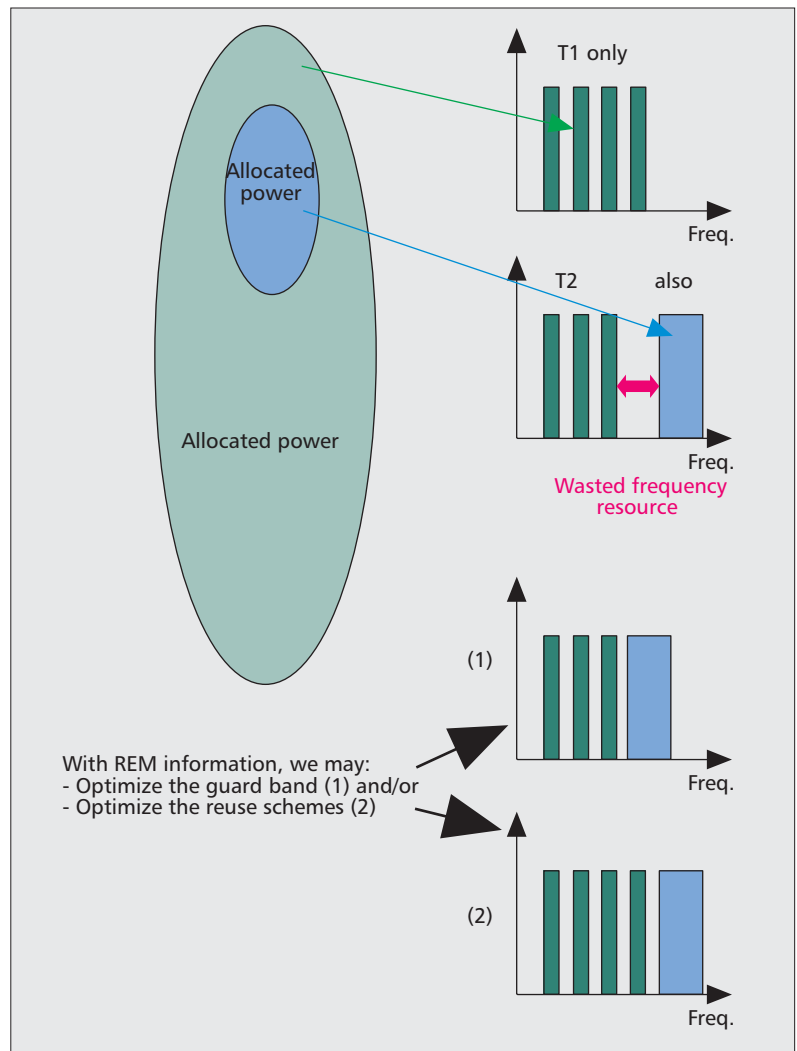 T1 only
Freq.
Allocated
power
T2 also
Freq.
Wasted frequency
resource
Allocated power
(1)
Freq.
With REM information, we may:
- Optimize the guard band (1) and/or
- Optimize the reuse schemes (2)
(2)
Freq.